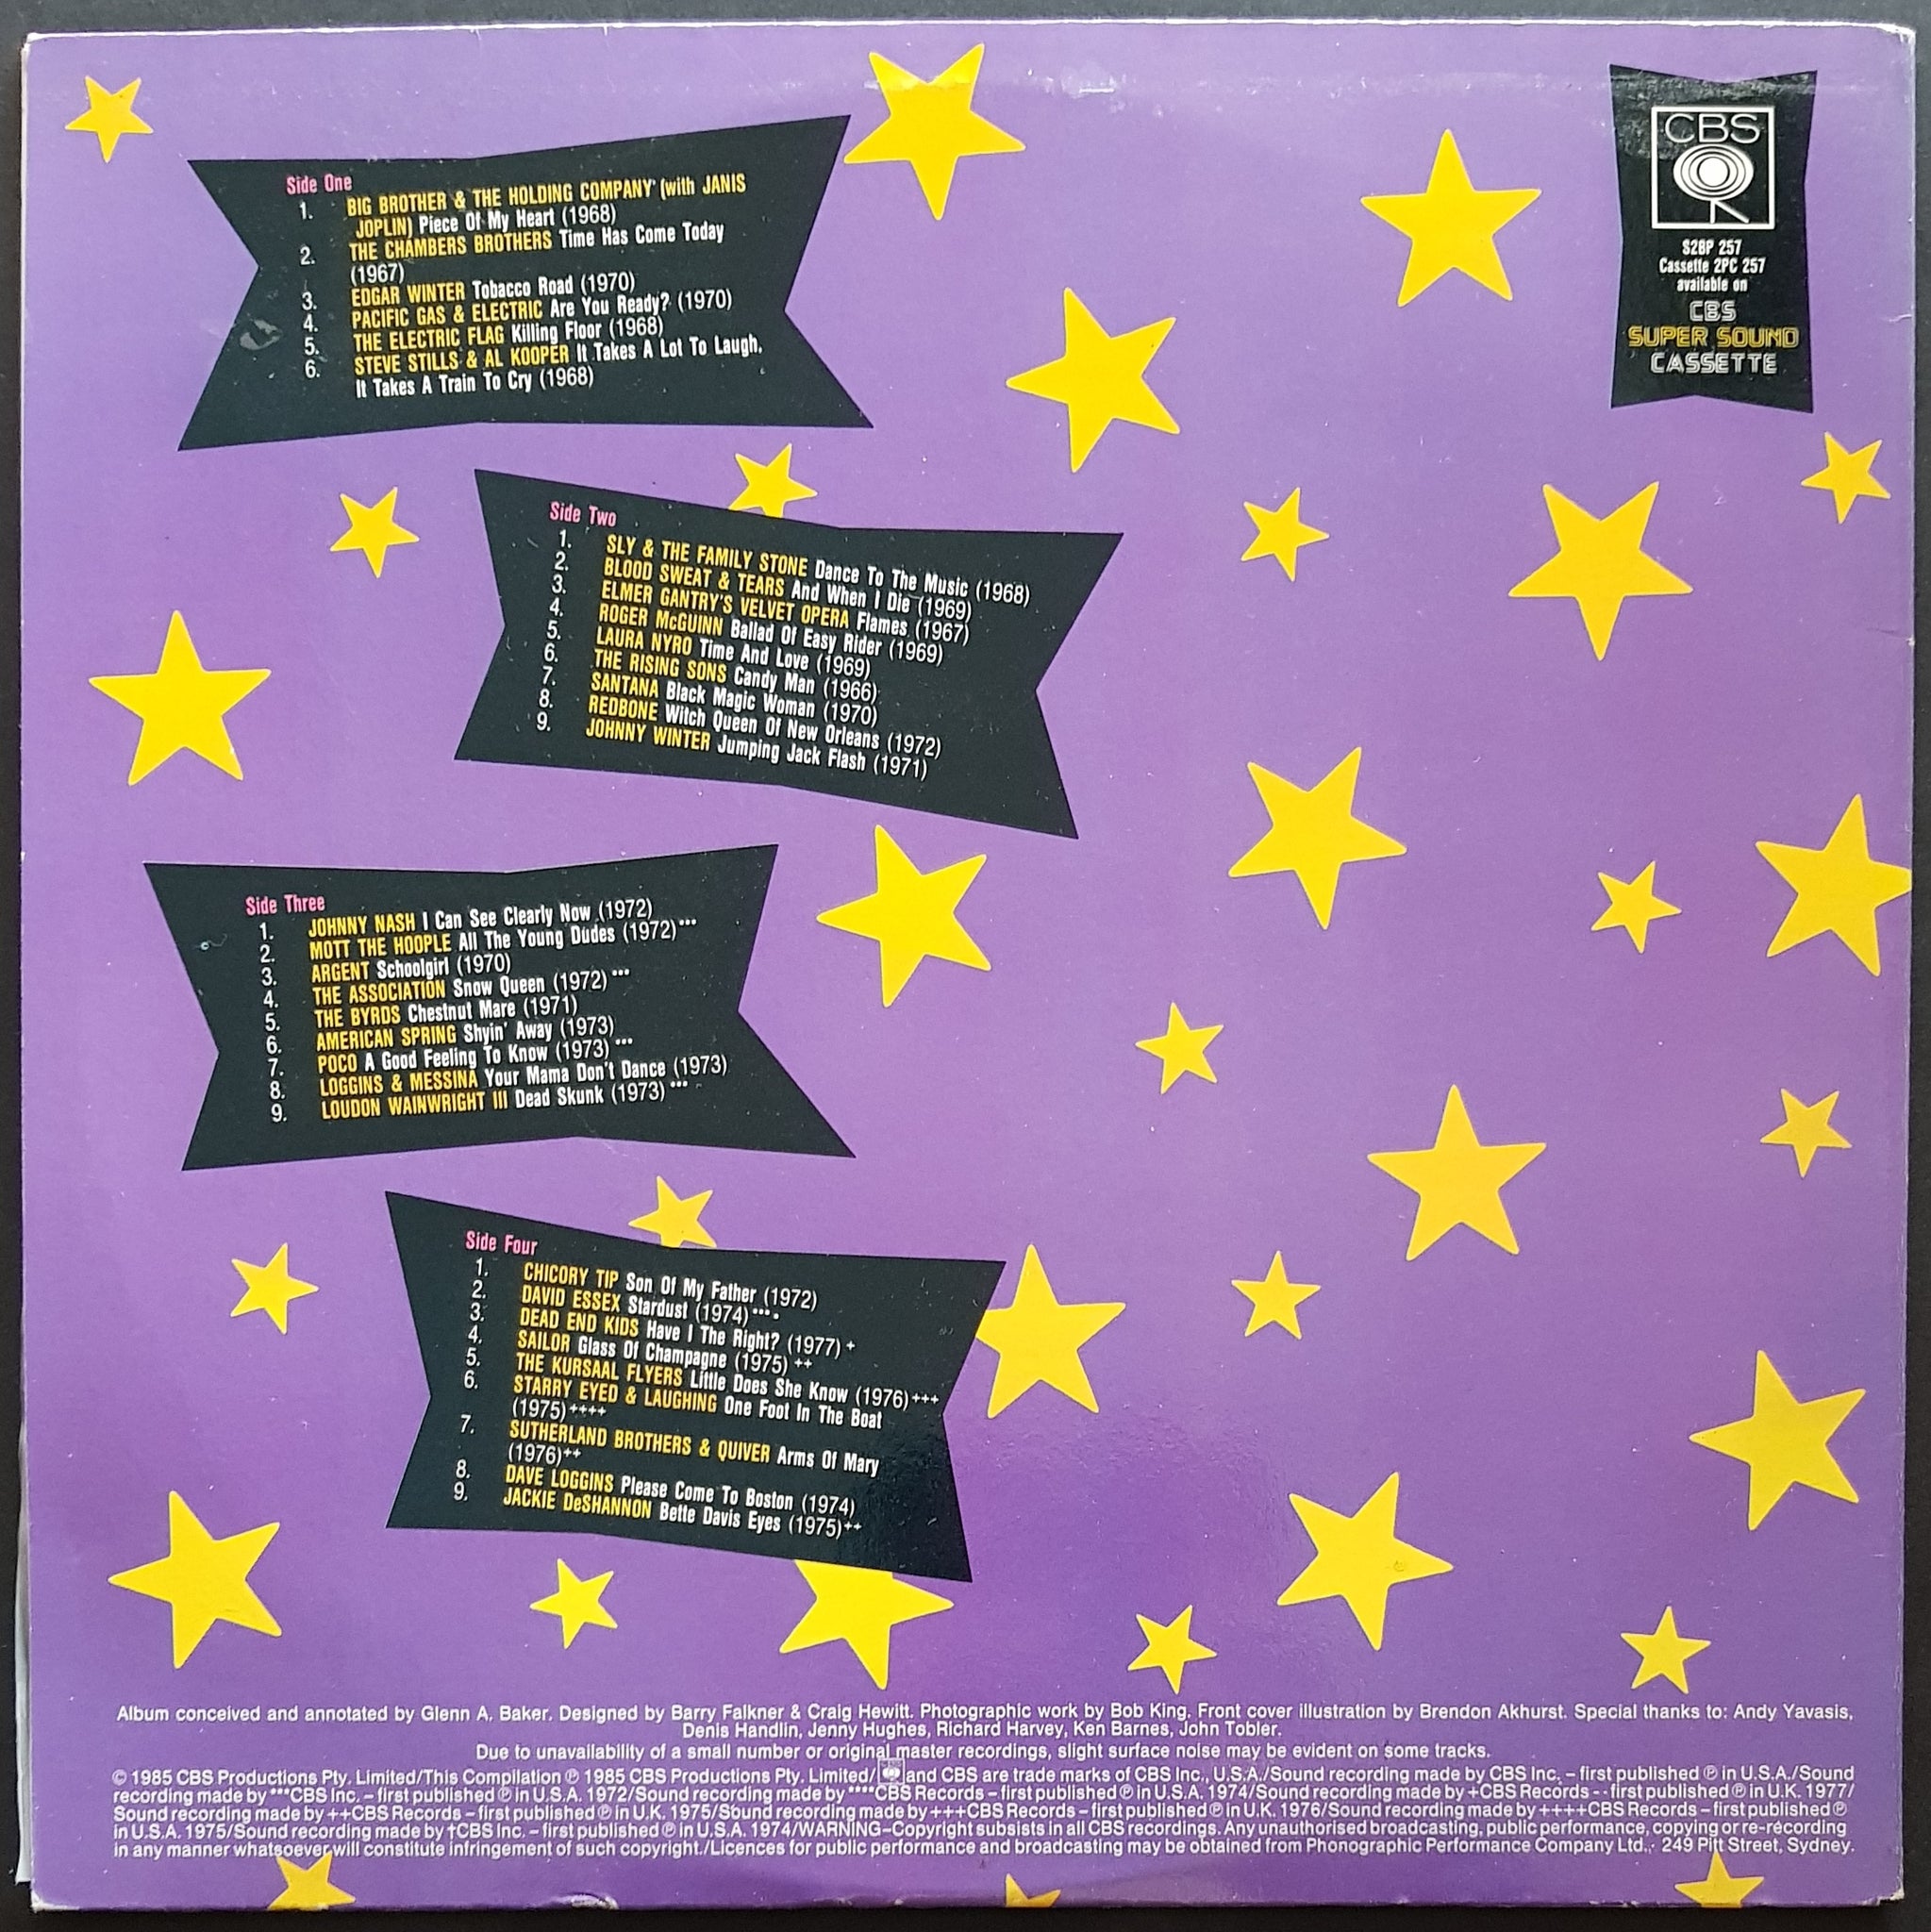 CBS
S2BP 257
Cassette 2PC 257
available on
CBS
SUPER SOUND
CASSETTE
Side One
1. BIG BROTHER & THE HOLDING COMPANY (with JANIS
JOPLIN) Piece Of My Heart (1968)
2. THE CHAMBERS BROTHERS Time Has Come Today
(1967)
3. EDGAR WINTER Tobacco Road (1970)
4. PACIFIC GAS & ELECTRIC Are You Ready? (1970)
5. THE ELECTRIC FLAG Killing Floor (1968)
6. STEVE STILLS & AL KOOPER It Takes A Lot To Laugh,
It Takes A Train To Cry (1968)
Side Two
1. SLY & THE FAMILY STONE Dance To The Music (1968)
2. BLOOD SWEAT & TEARS And When I Die (1969)
3. ELMER GANTRY'S VELVET OPERA Flames (1967)
4. ROGER McGUINN Ballad Of Easy Rider (1969)
5. LAURA NYRO Time And Love (1969)
6. THE RISING SONS Candy Man (1966)
7. SANTANA Black Magic Woman (1970)
8. REDBONE Witch Queen Of New Orleans (1972)
9. JOHNNY WINTER Jumping Jack Flash (1971)
Side Three
1. JOHNNY NASH I Can See Clearly Now (1972)
2. MOTT THE HOOPLE All The Young Dudes (1972)***
3. ARGENT Schoolgirl (1970)
4. THE ASSOCIATION Snow Queen (1972) ***
5. THE BYRDS Chestnut Mare (1971)
6. AMERICAN SPRING Shyin' Away (1973)
7. POCO A Good Feeling To Know (1973) ***
8. LOGGINS & MESSINA Your Mama Don't Dance (1973)
9. LOUDON WAINWRIGHT III Dead Skunk (1973) ***
Side Four
1. CHICORY TIP Son Of My Father (1972)
2. DAVID ESSEX Stardust (1974)****
3. DEAD END KIDS Have I The Right? (1977) +
4. SAILOR Glass Of Champagne (1975) ++
5. THE KURSAAL FLYERS Little Does She Know (1976)+++
6. STARRY EYED & LAUGHING One Foot In The Boat
(1975)++++
7. SUTHERLAND BROTHERS & QUIVER Arms Of Mary
(1976)++
8. DAVE LOGGINS Please Come To Boston (1974)
9. JACKIE DeSHANNON Bette Davis Eyes (1975)++
Album conceived and annotated by Glenn A. Baker. Designed by Barry Falkner & Craig Hewitt. Photographic work by Bob King. Front cover illustration by Brendon Akhurst. Special thanks to: Andy Yavasis,
Denis Handlin, Jenny Hughes, Richard Harvey, Ken Barnes, John Tobler.
Due to unavailability of a small number or original master recordings, slight surface noise may be evident on some tracks.
© 1985 CBS Productions Pty. Limited/This Compilation ℗ 1985 CBS Productions Pty. Limited/ and CBS are trade marks of CBS Inc., U.S.A./Sound recording made by CBS Inc. – first published ℗ in U.S.A./Sound
recording made by ***CBS Inc. – first published ℗ in U.S.A. 1972/Sound recording made by ****CBS Records – first published ℗ in U.S.A. 1974/Sound recording made by +CBS Records -- first published ℗ in U.K. 1977/
Sound recording made by ++CBS Records – first published ℗ in U.K. 1975/Sound recording made by +++CBS Records – first published ℗ in U.K. 1976/Sound recording made by ++++CBS Records – first published ℗
in U.S.A. 1975/Sound recording made by †CBS Inc. – first published ℗ in U.S.A. 1974/WARNING–Copyright subsists in all CBS recordings. Any unauthorised broadcasting, public performance, copying or re-recording
in any manner whatsoever will constitute infringement of such copyright./Licences for public performance and broadcasting may be obtained from Phonographic Performance Company Ltd., 249 Pitt Street, Sydney.